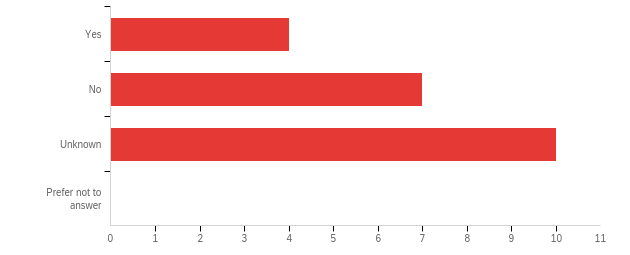 Yes
No
Unknown
Prefer not to
answer
0 1 2 3 4 5 6 7 8 9 10 11